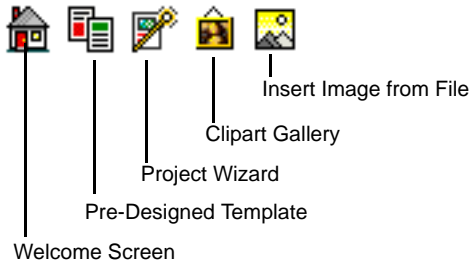 Insert Image from File
Clipart Gallery
Project Wizard
Pre-Designed Template
Welcome Screen